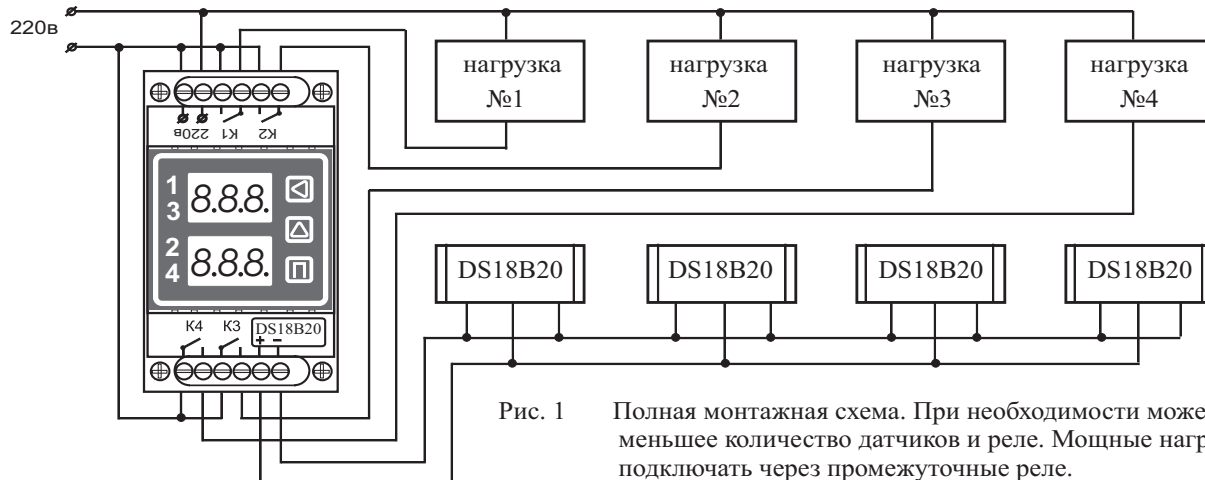 220в
нагрузка
№1
нагрузка
№2
нагрузка
№3
нагрузка
№4
220в К1 К2
1
3
8.8.8.
2
4
8.8.8.
К4 К3 DS18B20
+ −
DS18B20
DS18B20
DS18B20
DS18B20
Рис. 1 Полная монтажная схема. При необходимости може
меньшее количество датчиков и реле. Мощные нагр
подключать через промежуточные реле.